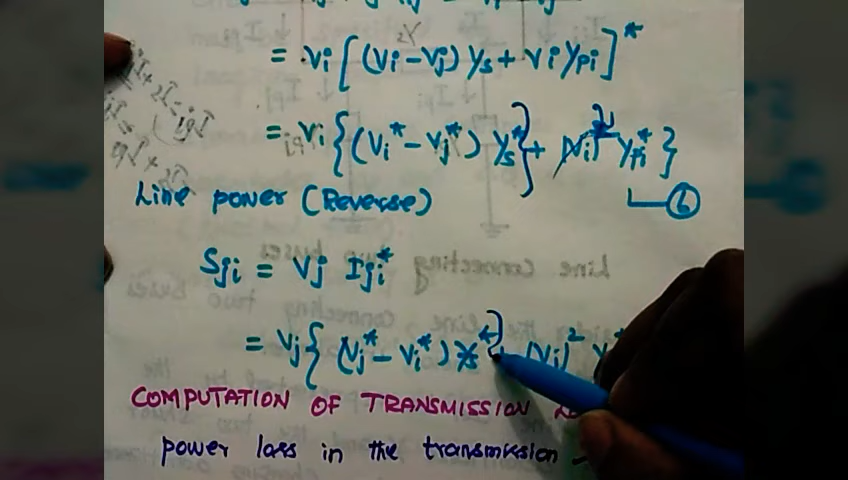 = Vi [(Vi - Vj) Ys + Vi Ypi]*
= Vi {(Vi* - Vj*) Ys*} + |Vi|² Ypi* }
Line power (Reverse) 6
Sji = Vj Iji*
= Vj { (Vj* - Vi*) Ys*} + (Vj)² Y
COMPUTATION OF TRANSMISSION
power loss in the transmission